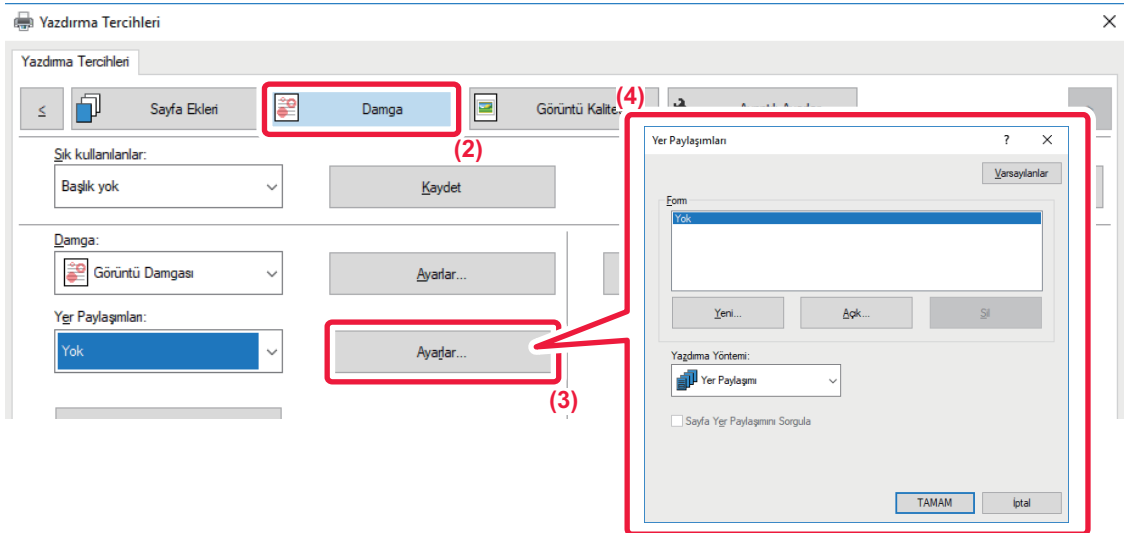 Yazdırma Tercihleri
Yazdırma Tercihleri
≤
Sayfa Ekleri
Damga
(2)
Sık kullanılanlar:
Başlık yok
Kaydet
Damga:
Görüntü Damgası
Ayarlar...
Yer Paylaşımları:
Yok
Ayarlar...
(3)
(4)
Yer Paylaşımları
?
Varsayılanlar
Form
Yok
Yeni...
Açık...
Sil
Yazdırma Yöntemi:
Yer Paylaşımı
Sayfa Yer Paylaşımını Sorgula
TAMAM
İptal
Görüntü